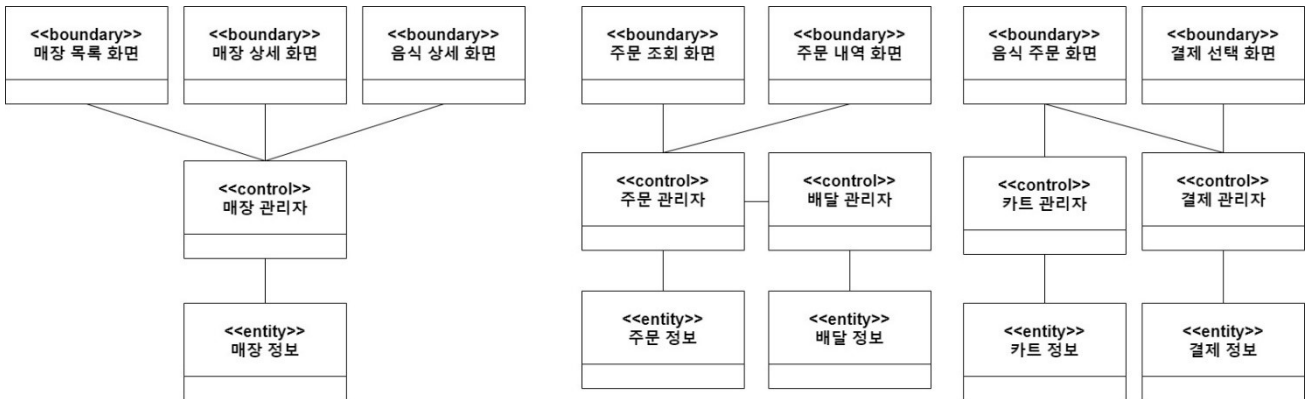 <<boundary>>
매장 목록 화면
<<boundary>>
매장 상세 화면
<<boundary>>
음식 상세 화면
<<boundary>>
주문 조회 화면
<<boundary>>
주문 내역 화면
<<boundary>>
음식 주문 화면
<<boundary>>
결제 선택 화면
<<control>>
매장 관리자
<<control>>
주문 관리자
<<control>>
배달 관리자
<<control>>
카트 관리자
<<control>>
결제 관리자
<<entity>>
매장 정보
<<entity>>
주문 정보
<<entity>>
배달 정보
<<entity>>
카트 정보
<<entity>>
결제 정보